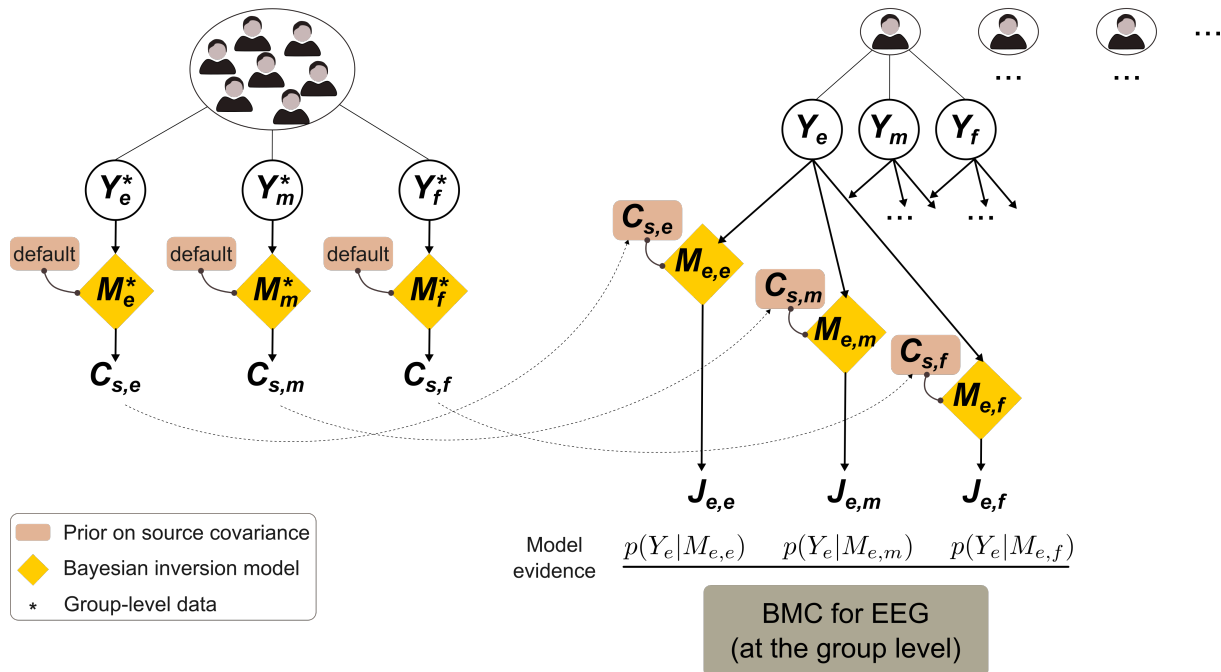 ...
... ...
Y*e Y*m Y*f
Ye Ym Yf
default default default
M*e M*m M*f
Cs,e Cs,m Cs,f
... ...
Cs,e
Me,e
Cs,m
Me,m
Cs,f
Me,f
Je,e Je,m Je,f
Prior on source covariance
Bayesian inversion model
* Group-level data
Model
evidence
p(Ye|Me,e) p(Ye|Me,m) p(Ye|Me,f)
BMC for EEG
(at the group level)